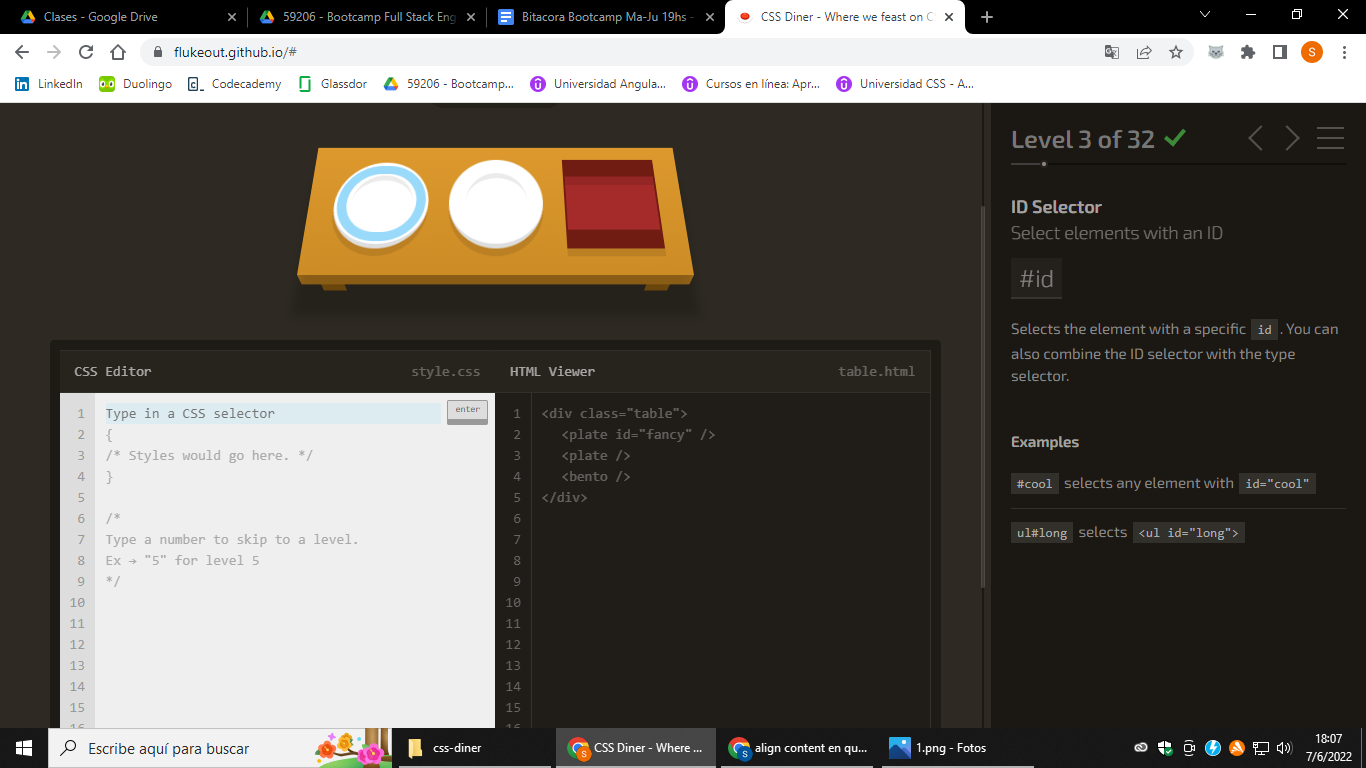 Clases - Google Drive
59206 - Bootcamp Full Stack Eng
Bitacora Bootcamp Ma-Ju 19hs -
CSS Diner - Where we feast on C
flukeout.github.io/#
S
LinkedIn
Duolingo
Codecademy
Glassdor
59206 - Bootcamp...
Universidad Angula...
Cursos en línea: Apr...
Universidad CSS - A...
Level 3 of 32
ID Selector
Select elements with an ID
#id
Selects the element with a specific id . You can
also combine the ID selector with the type
selector.
Examples
#cool selects any element with id="cool"
ul#long selects <ul id="long">
CSS Editor style.css
HTML Viewer table.html
1 Type in a CSS selector enter
2 {
3 /* Styles would go here. */
4 }
5
6 /*
7 Type a number to skip to a level.
8 Ex → "5" for level 5
9 */
10
11
12
13
14
15
16
1 <div class="table">
2 <plate id="fancy" />
3 <plate />
4 <bento />
5 </div>
6
7
8
9
10
11
12
13
14
15
16
Escribe aquí para buscar
css-diner
CSS Diner - Where ...
align content en qu...
1.png - Fotos
18:07
7/6/2022